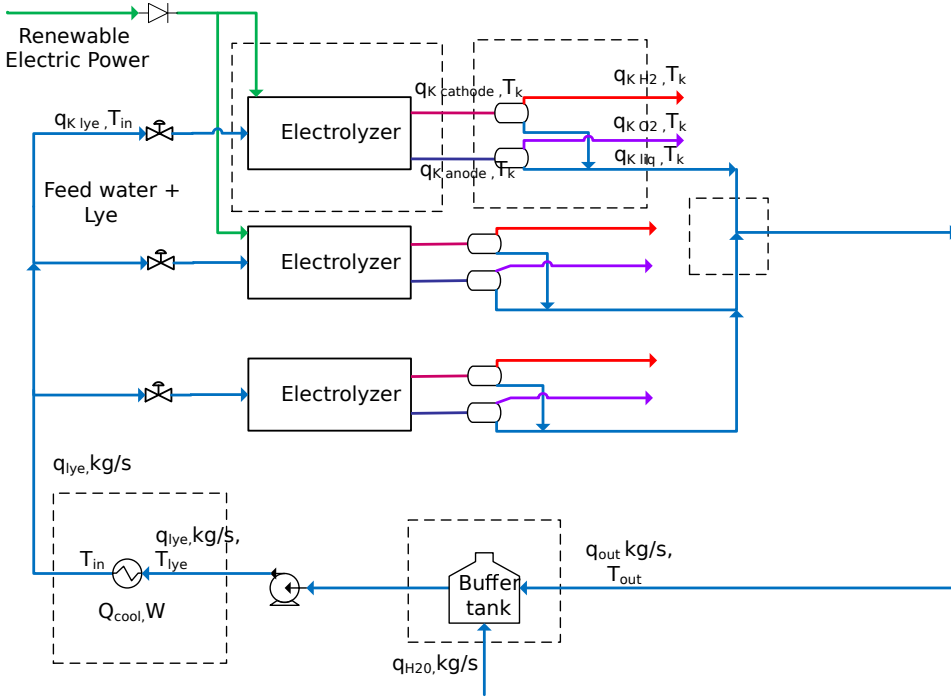 Renewable
Electric Power
q_K lye ,T_in
Feed water +
Lye
Electrolyzer
q_K cathode ,T_k
q_K anode ,T_k
q_K H2 ,T_k
q_K O2 ,T_k
q_K liq ,T_k
Electrolyzer
Electrolyzer
q_lye,kg/s
T_in
q_lye,kg/s,
T_lye
Q_cool,W
Buffer
tank
q_out kg/s,
T_out
q_H20,kg/s